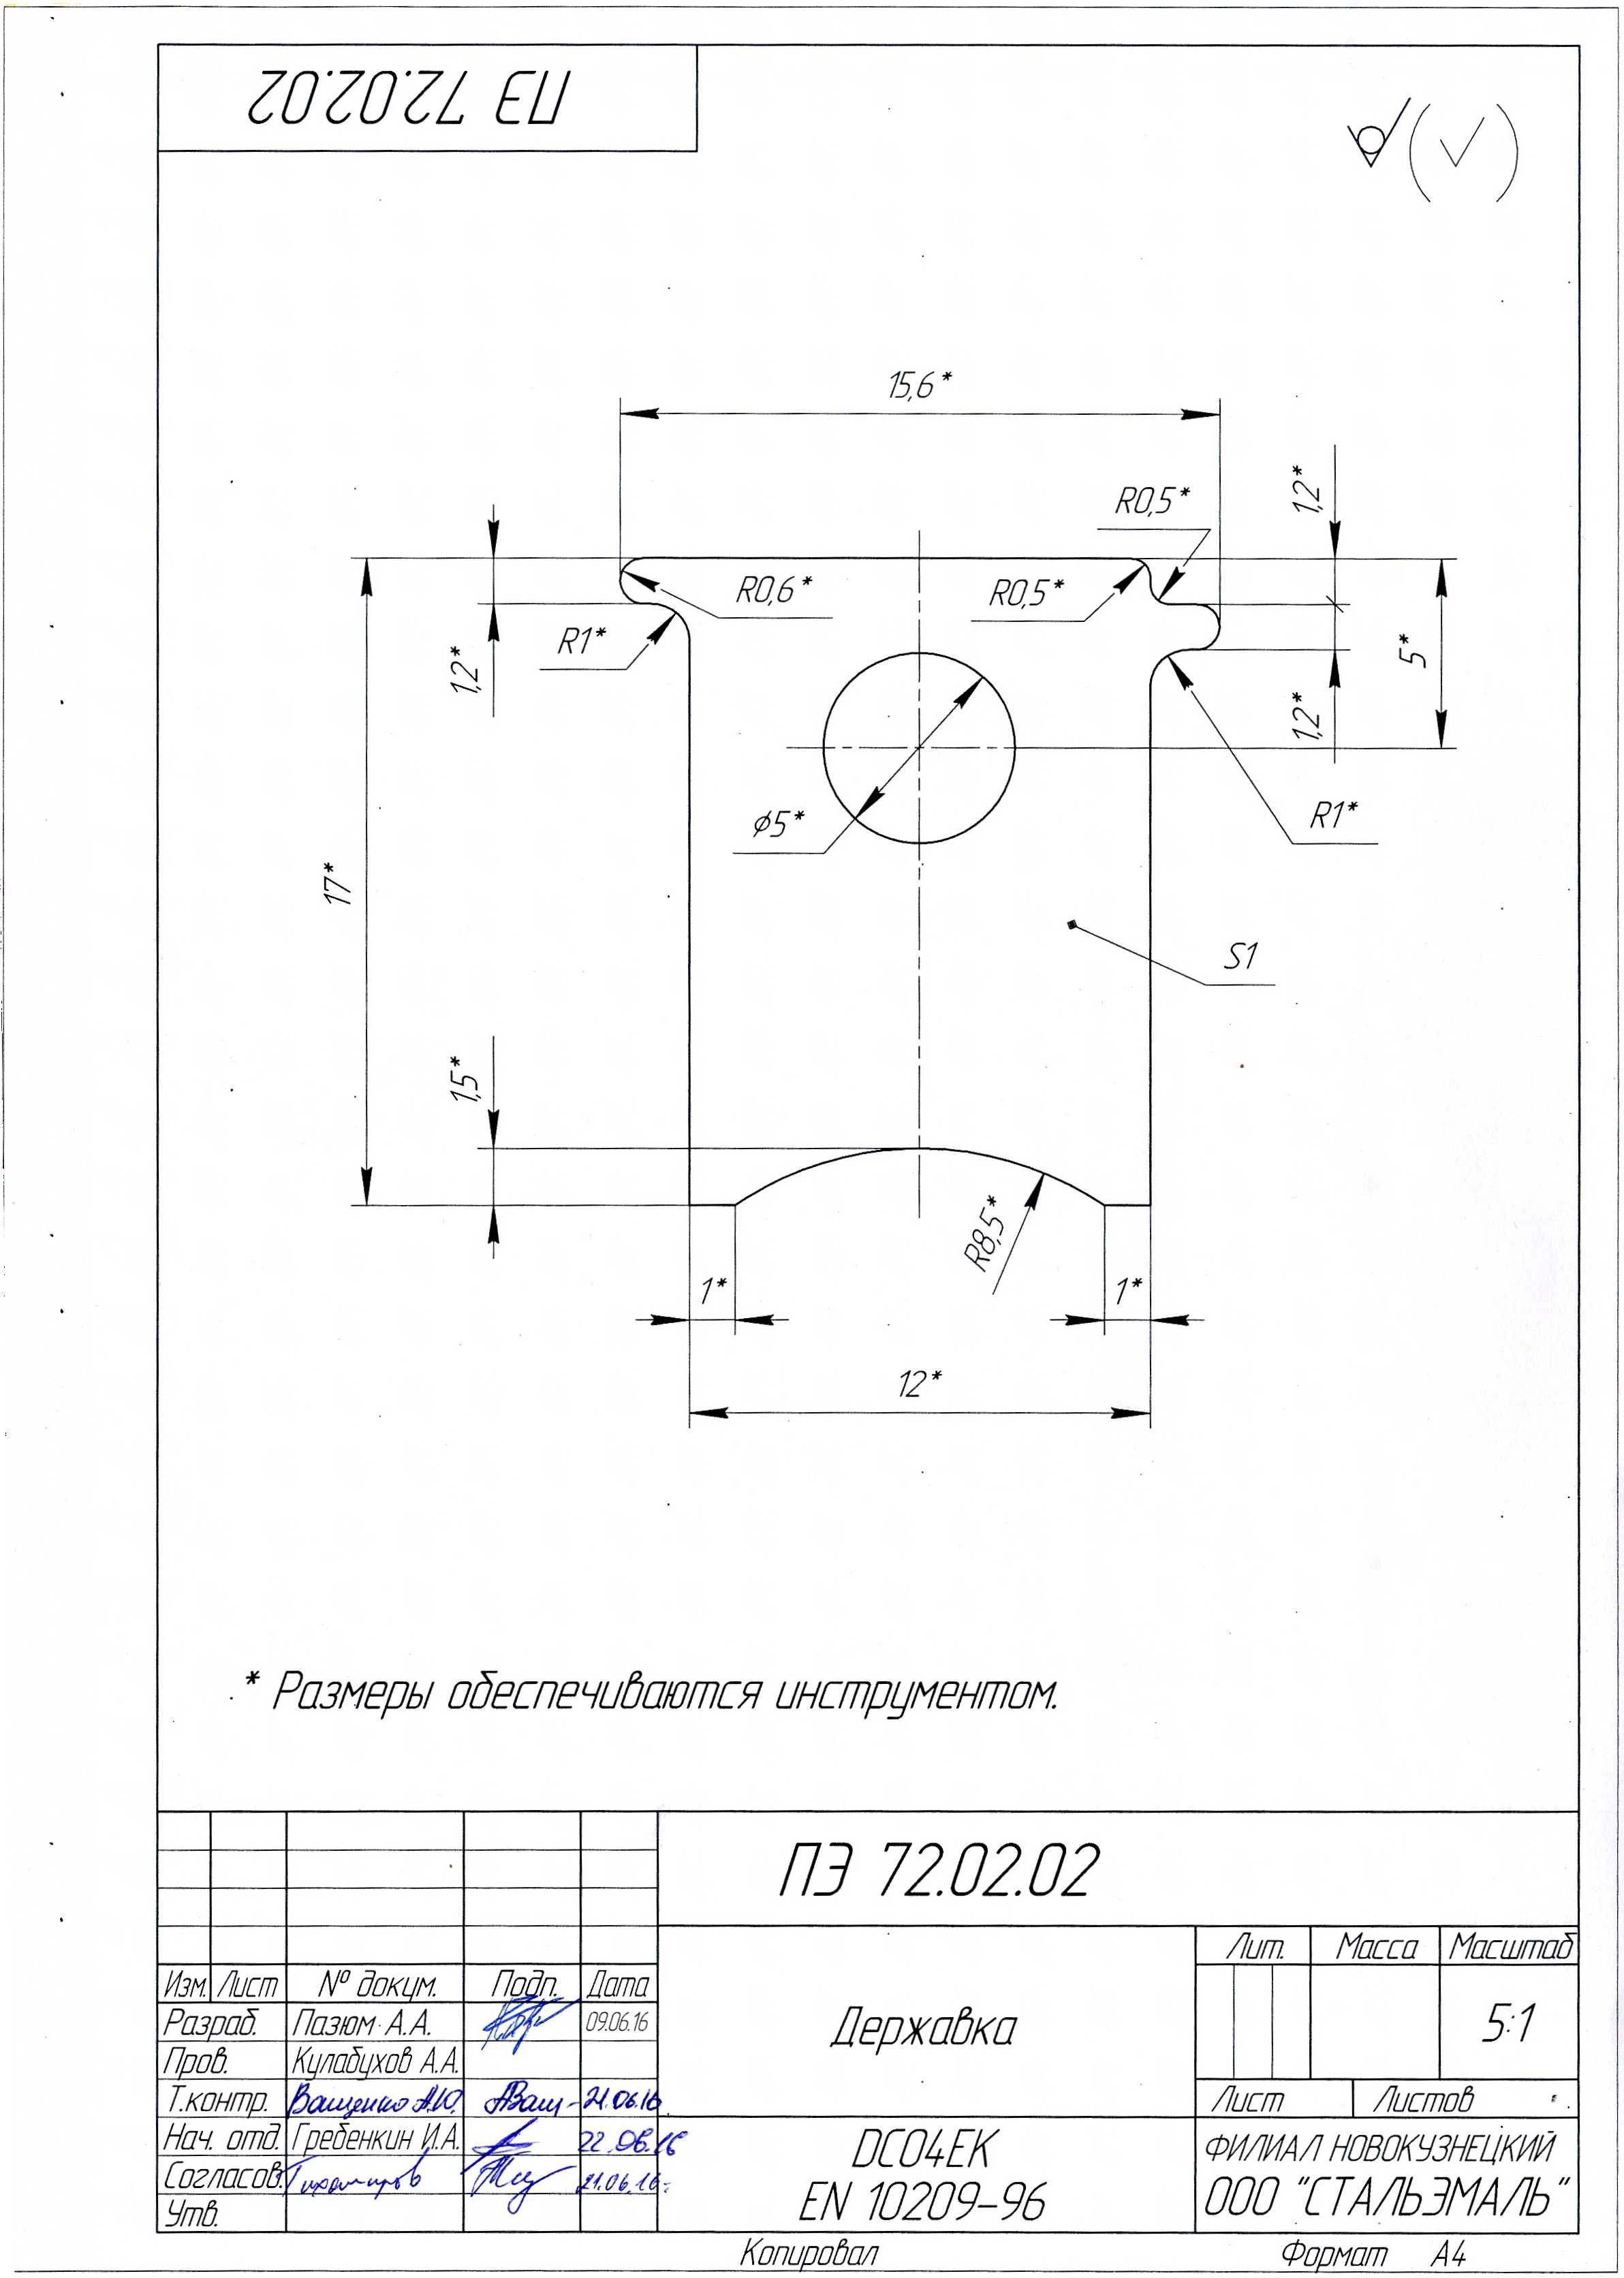 ПЭ 72.02.02
15,6*
R0,5*
1,2*
R0,6*
R0,5*
R1*
1,2*
5*
1,2*
⌀5*
R1*
17*
S1
1,5*
R8,5*
1*
1*
12*
* Размеры обеспечиваются инструментом.
ПЭ 72.02.02
Лит. Масса Масштаб
Изм. Лист № докум. Подп. Дата
Разраб. Пазюм А.А. 09.06.16
Державка
5:1
Пров. Кулабухов А.А.
Т.контр. Ващенко А.Ю. 21.06.16
Лист Листов
Нач. отд. Гребенкин И.А. 22.06.16
DC04EK
ФИЛИАЛ НОВОКУЗНЕЦКИЙ
Согласов. Тихомиров 21.06.16.
EN 10209-96
ООО "СТАЛЬЭМАЛЬ"
Утв.
Копировал
Формат А4